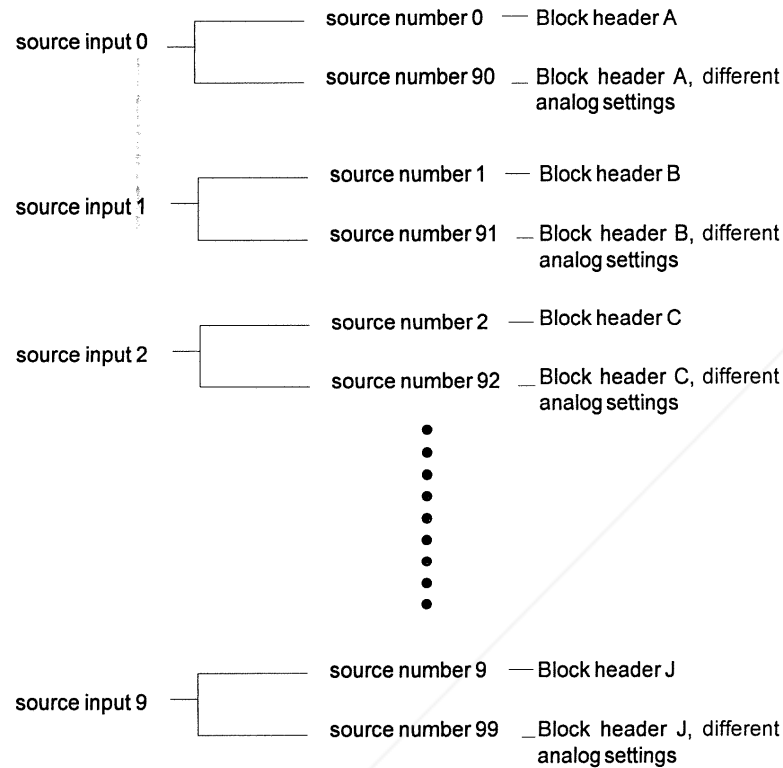 source number 0 — Block header A
source input 0
source number 90 — Block header A, different
analog settings
source number 1 — Block header B
source input 1
source number 91 — Block header B, different
analog settings
source number 2 — Block header C
source input 2
source number 92 — Block header C, different
analog settings
source number 9 — Block header J
source input 9
source number 99 — Block header J, different
analog settings